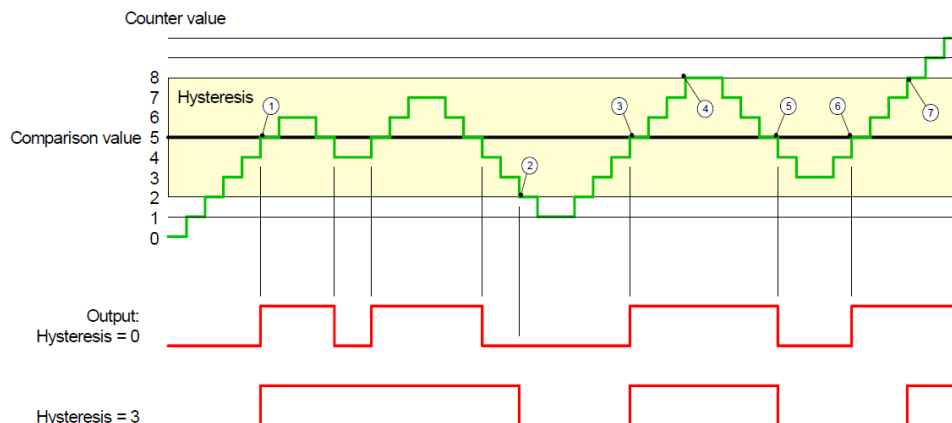 Counter value
8
7
6
Comparison value 5
4
3
2
1
0
Hysteresis
1
2
3
4
5
6
7
Output:
Hysteresis = 0
Hysteresis = 3